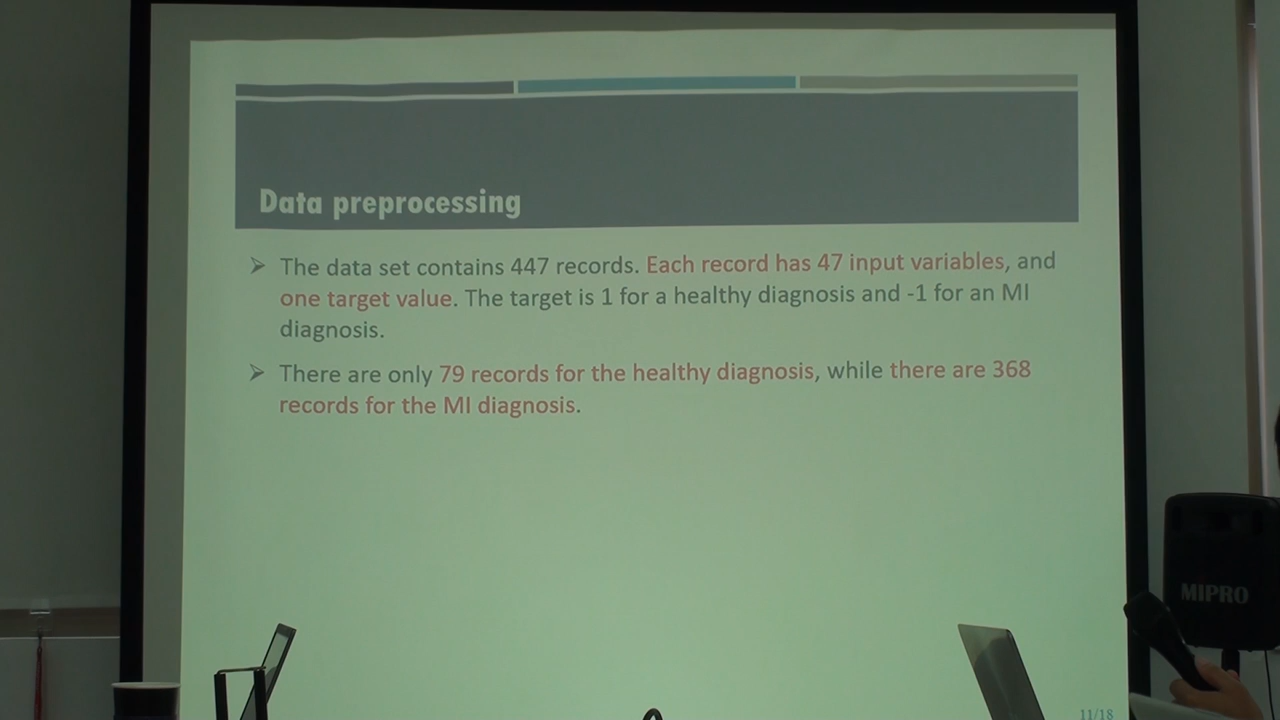 Data preprocessing
➢ The data set contains 447 records. Each record has 47 input variables, and
one target value. The target is 1 for a healthy diagnosis and -1 for an MI
diagnosis.
➢ There are only 79 records for the healthy diagnosis, while there are 368
records for the MI diagnosis.
MIPRO
11/18